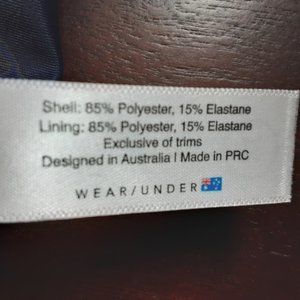 Shell: 85% Polyester, 15% Elastane
Lining: 85% Polyester, 15% Elastane
Exclusive of trims
Designed in Australia I Made in PRC
WEAR/UNDER